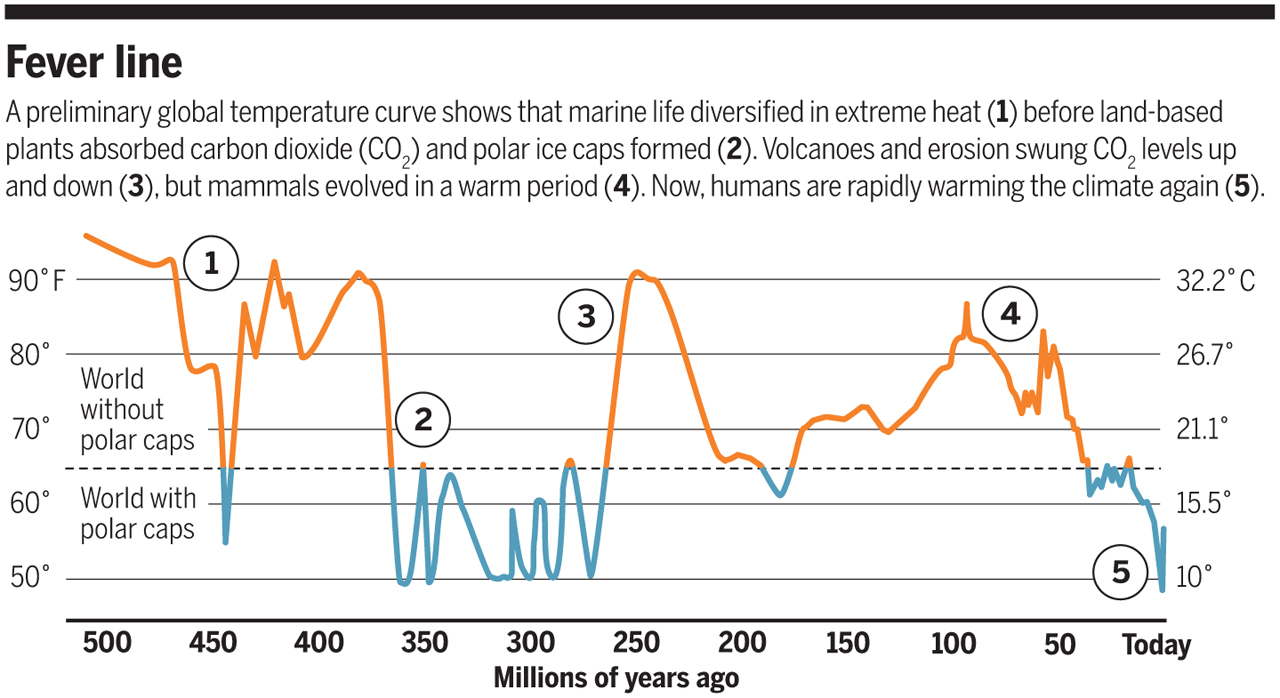 Fever line
A preliminary global temperature curve shows that marine life diversified in extreme heat (1) before land-based
plants absorbed carbon dioxide (CO₂) and polar ice caps formed (2). Volcanoes and erosion swung CO₂ levels up
and down (3), but mammals evolved in a warm period (4). Now, humans are rapidly warming the climate again (5).
1
90°F
32.2°C
3
4
80°
26.7°
World
without
polar caps
2
70°
21.1°
World with
polar caps
60°
15.5°
5
50°
10°
500 450 400 350 300 250 200 150 100 50 Today
Millions of years ago